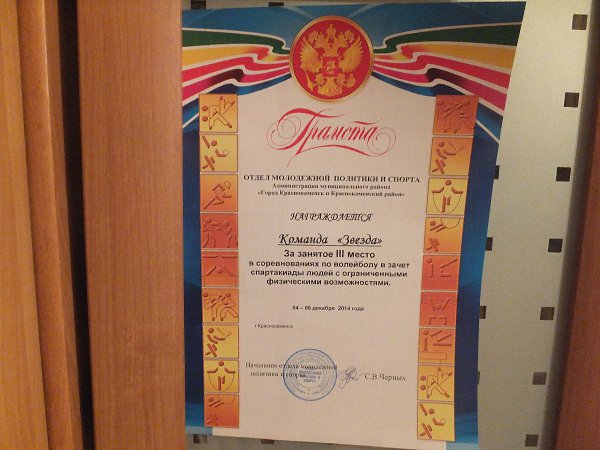 Грамота
ОТДЕЛ МОЛОДЕЖНОЙ ПОЛИТИКИ И СПОРТА
Администрации муниципального района
«Город Краснокаменск и Краснокаменский район»
НАГРАЖДАЕТСЯ
Команда «Звезда»
За занятое III место
в соревнованиях по волейболу в зачет
спартакиады людей с ограниченными
физическими возможностями.
04 – 06 декабря 2014 года
г.Краснокаменск
Начальник отдела молодежной
политики и спорта С.В.Черных